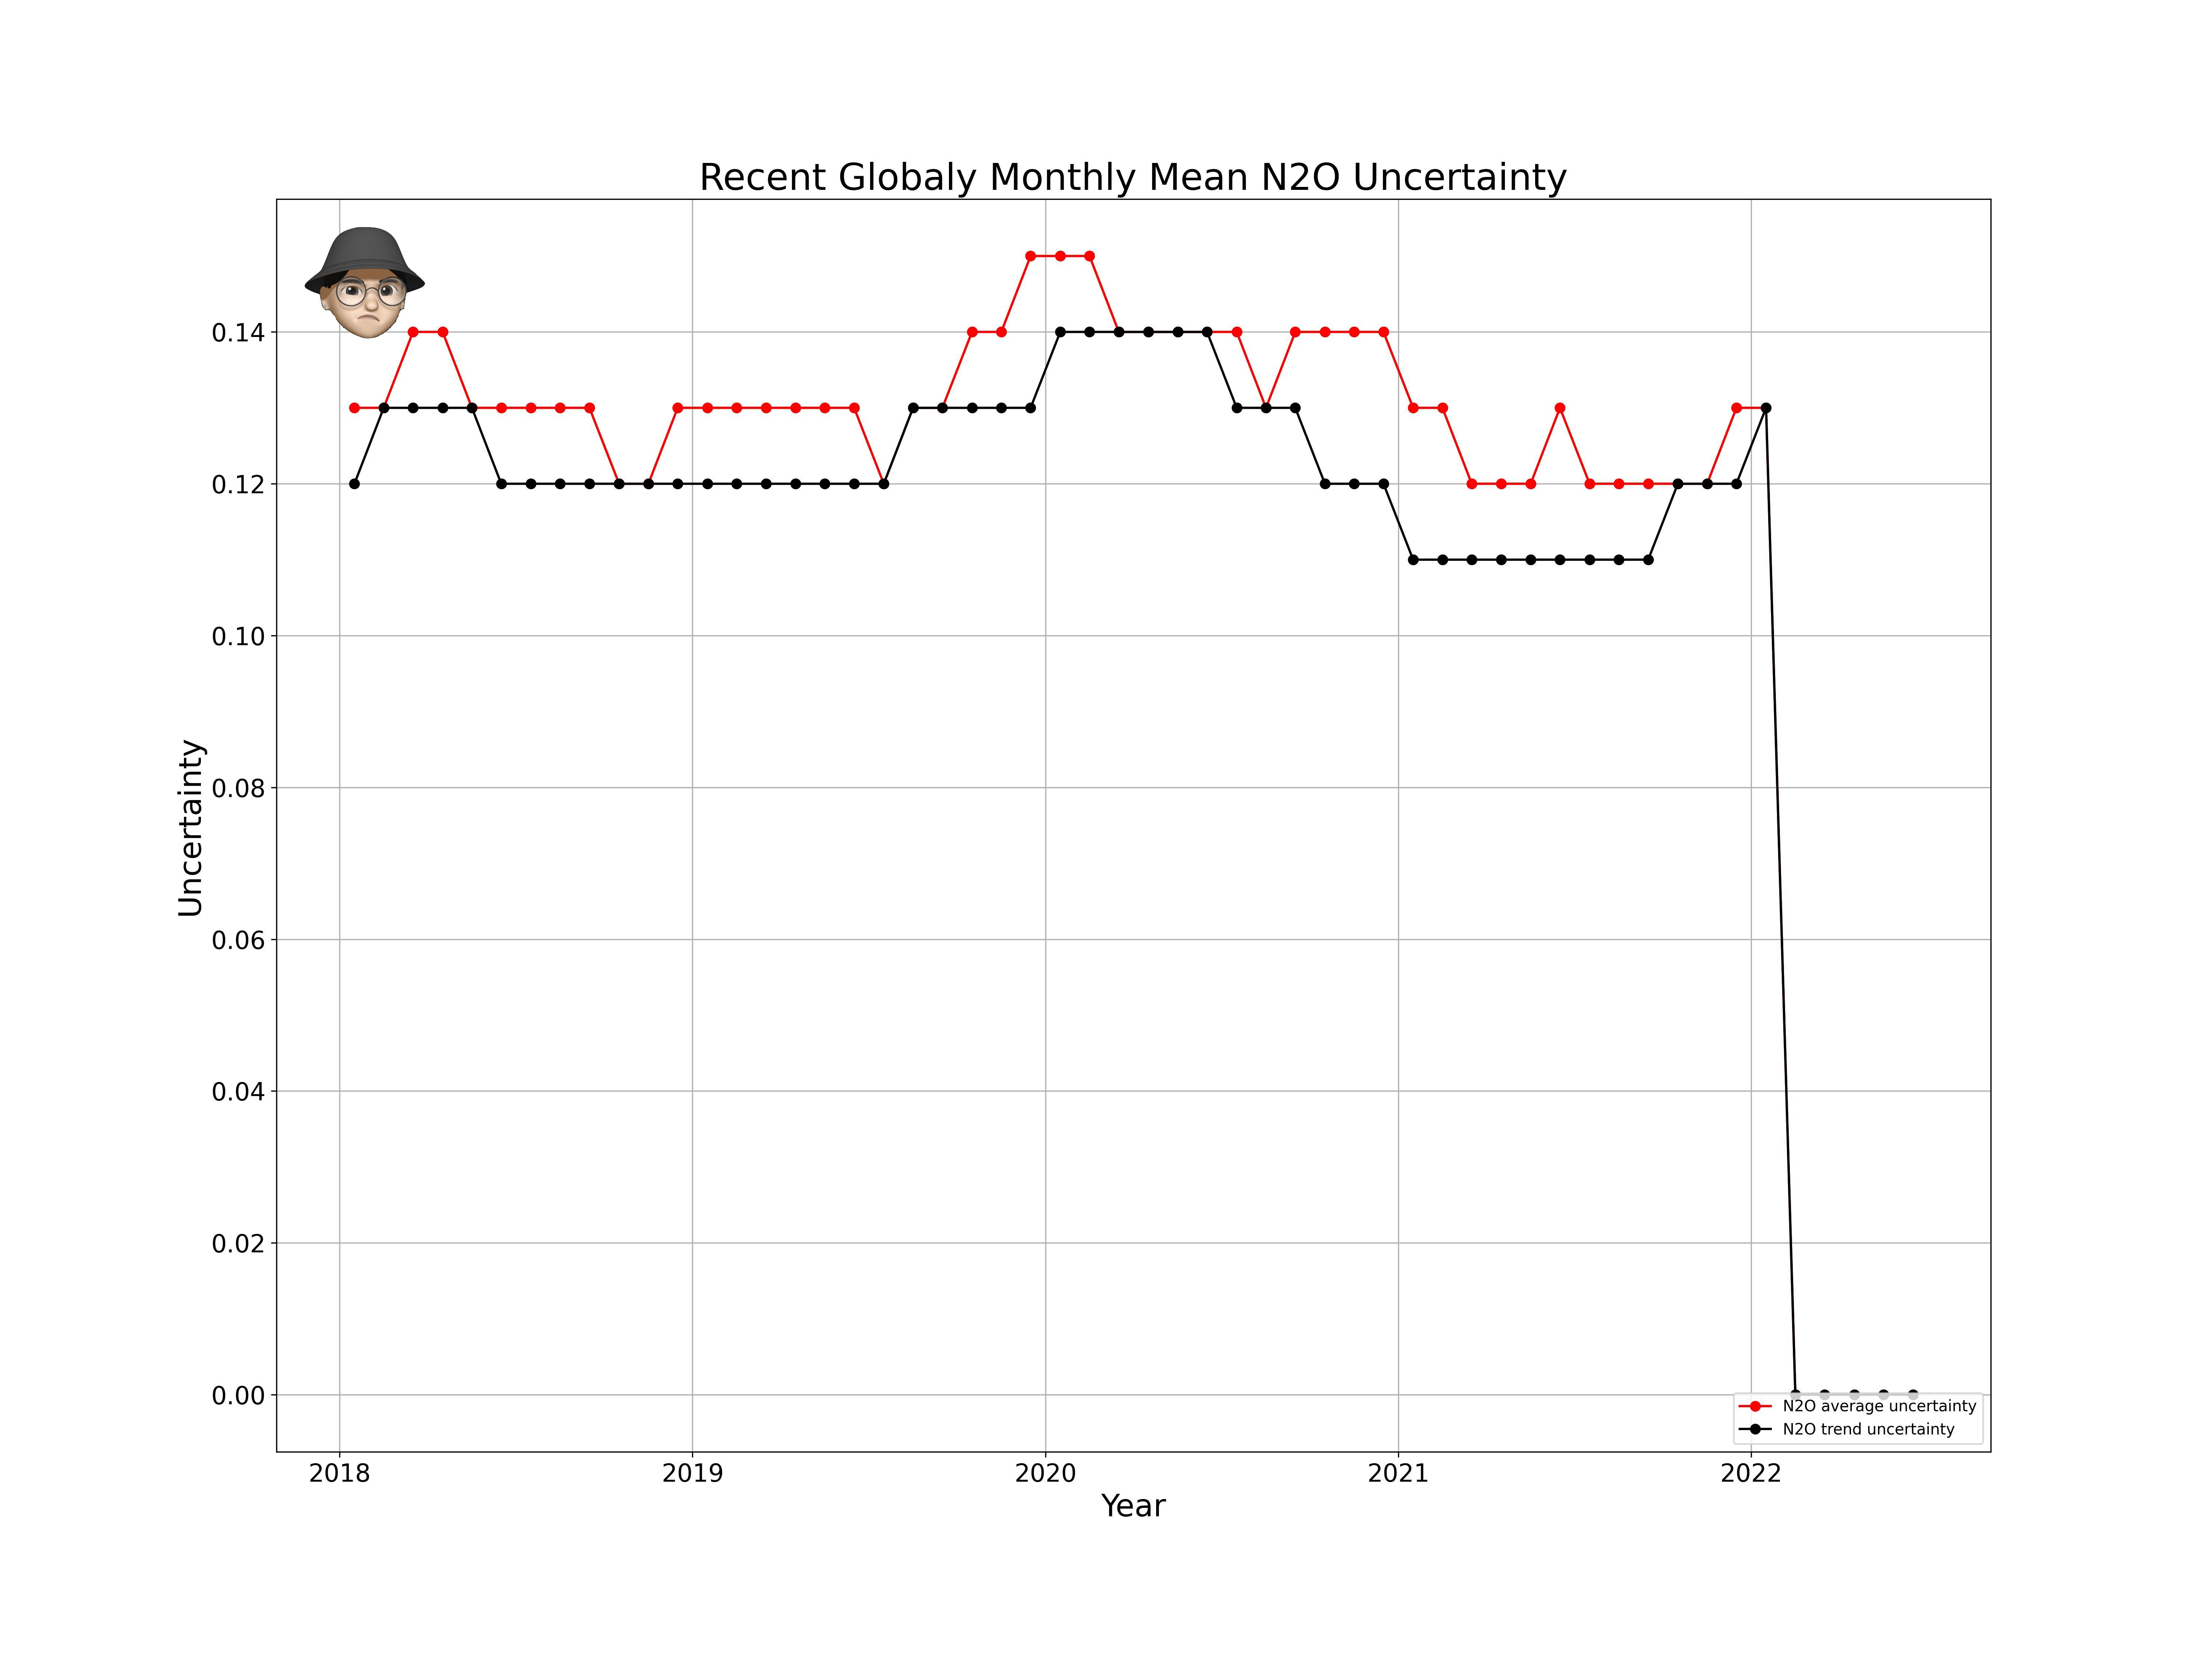 Recent Globaly Monthly Mean N2O Uncertainty
0.14
0.12
0.10
0.08
0.06
0.04
0.02
0.00
Uncertainty
N2O average uncertainty
N2O trend uncertainty
2018 2019 2020 2021 2022
Year